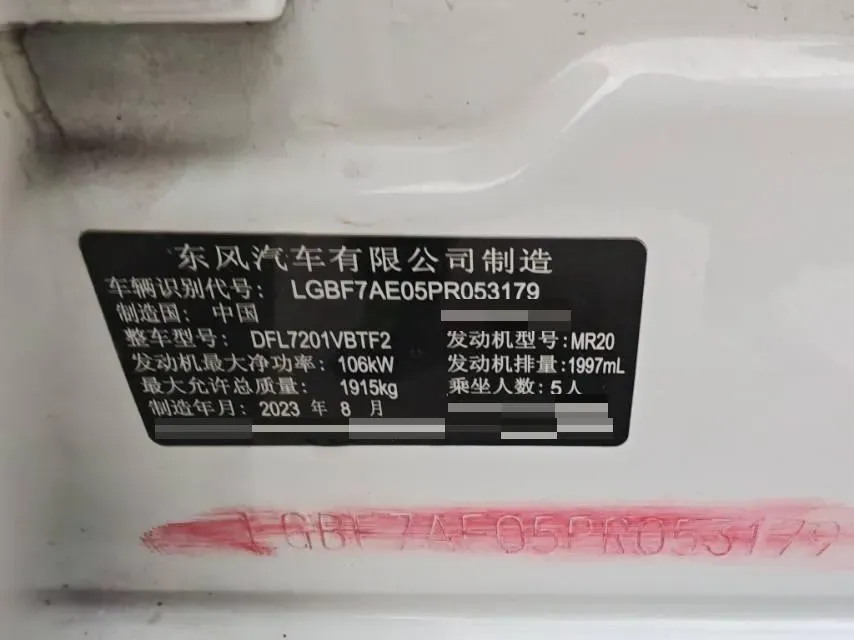 东风汽车有限公司制造
车辆识别代号： LGBF7AE05PR053179
制造国：中国
整车型号： DFL7201VBTF2 发动机型号:MR20
发动机最大净功率：106kW 发动机排量:1997mL
最大允许总质量： 1915kg 乘坐人数:5人
制造年月：2023 年 8 月
LGBF7AE05PR053179